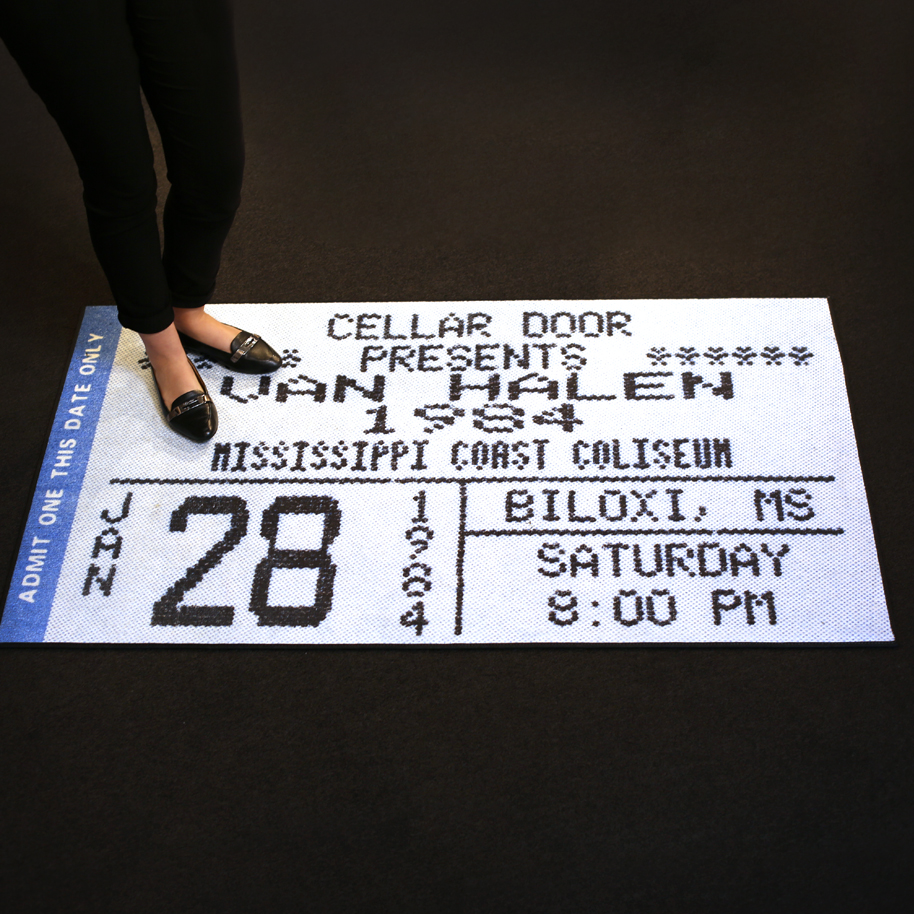 ADMIT ONE THIS DATE ONLY
CELLAR DOOR
PRESENTS ******
VAN HALEN
1984
MISSISSIPPI COAST COLISEUM
JAN 28 1984
BILOXI, MS
SATURDAY
8:00 PM